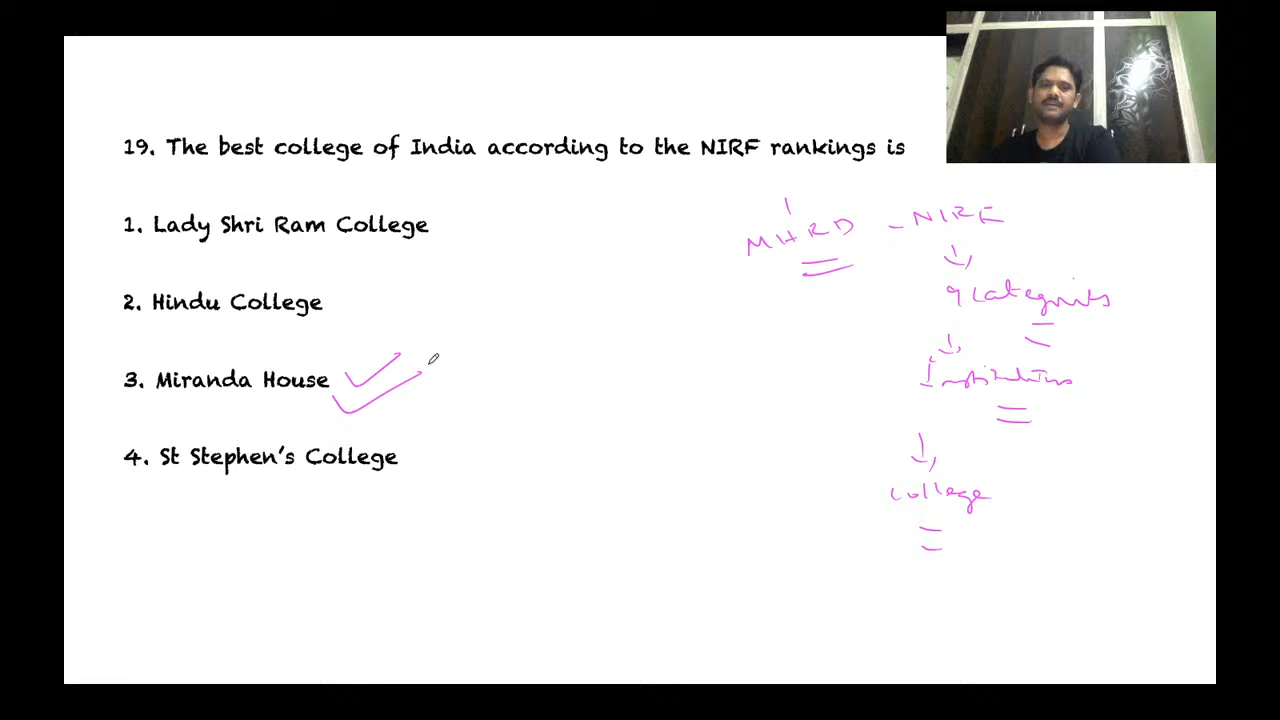 19. The best college of India according to the NIRF rankings is
1. Lady Shri Ram College
2. Hindu College
3. Miranda House
4. St Stephen's College
MHRD - NIRF
9 Categories
Institutions
College